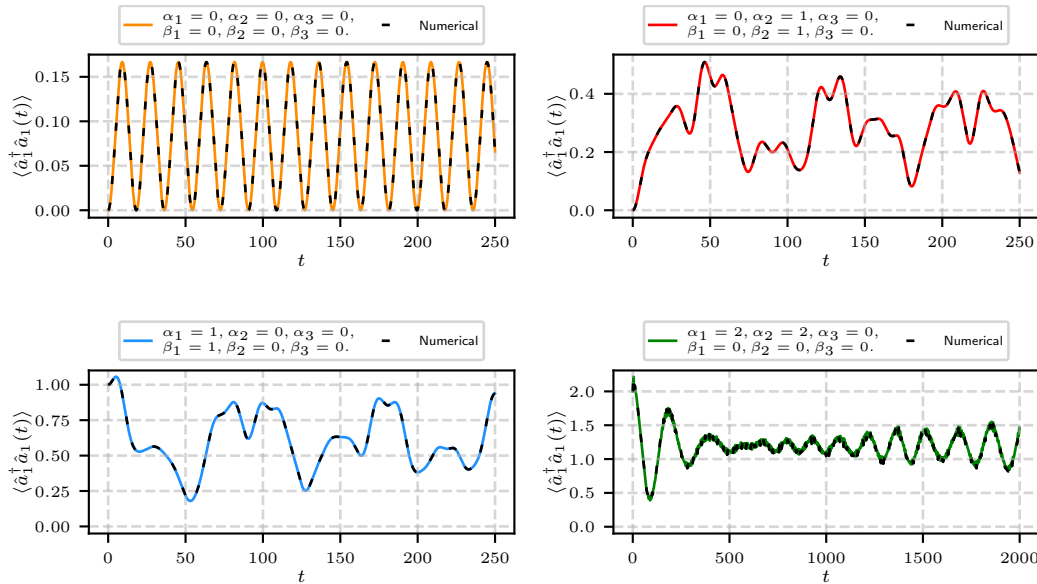 α₁ = 0, α₂ = 0, α₃ = 0,
β₁ = 0, β₂ = 0, β₃ = 0.
Numerical
⟨â₁†â₁(t)⟩
0.15
0.10
0.05
0.00
0 50 100 150 200 250
t
α₁ = 0, α₂ = 1, α₃ = 0,
β₁ = 0, β₂ = 1, β₃ = 0.
Numerical
⟨â₁†â₁(t)⟩
0.4
0.2
0.0
0 50 100 150 200 250
t
α₁ = 1, α₂ = 0, α₃ = 0,
β₁ = 1, β₂ = 0, β₃ = 0.
Numerical
⟨â₁†â₁(t)⟩
1.00
0.75
0.50
0.25
0.00
0 50 100 150 200 250
t
α₁ = 2, α₂ = 2, α₃ = 0,
β₁ = 0, β₂ = 0, β₃ = 0.
Numerical
⟨â₁†â₁(t)⟩
2.0
1.5
1.0
0.5
0.0
0 500 1000 1500 2000
t